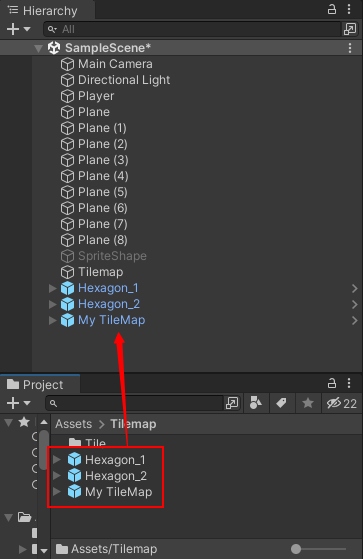 Hierarchy
All
SampleScene*
Main Camera
Directional Light
Player
Plane
Plane (1)
Plane (2)
Plane (3)
Plane (4)
Plane (5)
Plane (6)
Plane (7)
Plane (8)
SpriteShape
Tilemap
Hexagon_1
Hexagon_2
My TileMap
Project
22
Assets > Tilemap
Tile
Hexagon_1
Hexagon_2
My TileMap
Assets/Tilemap